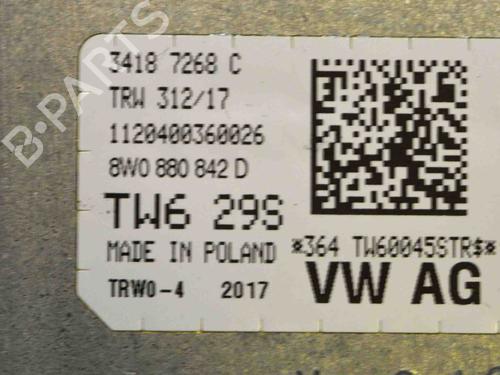 3418 7268 C
TRW 312/17
1120400360026
8W0 880 842 D
TW6 29S
MADE IN POLAND
*364 TW60045STR$*
TRWO-4 2017
VW AG
B-PARTS